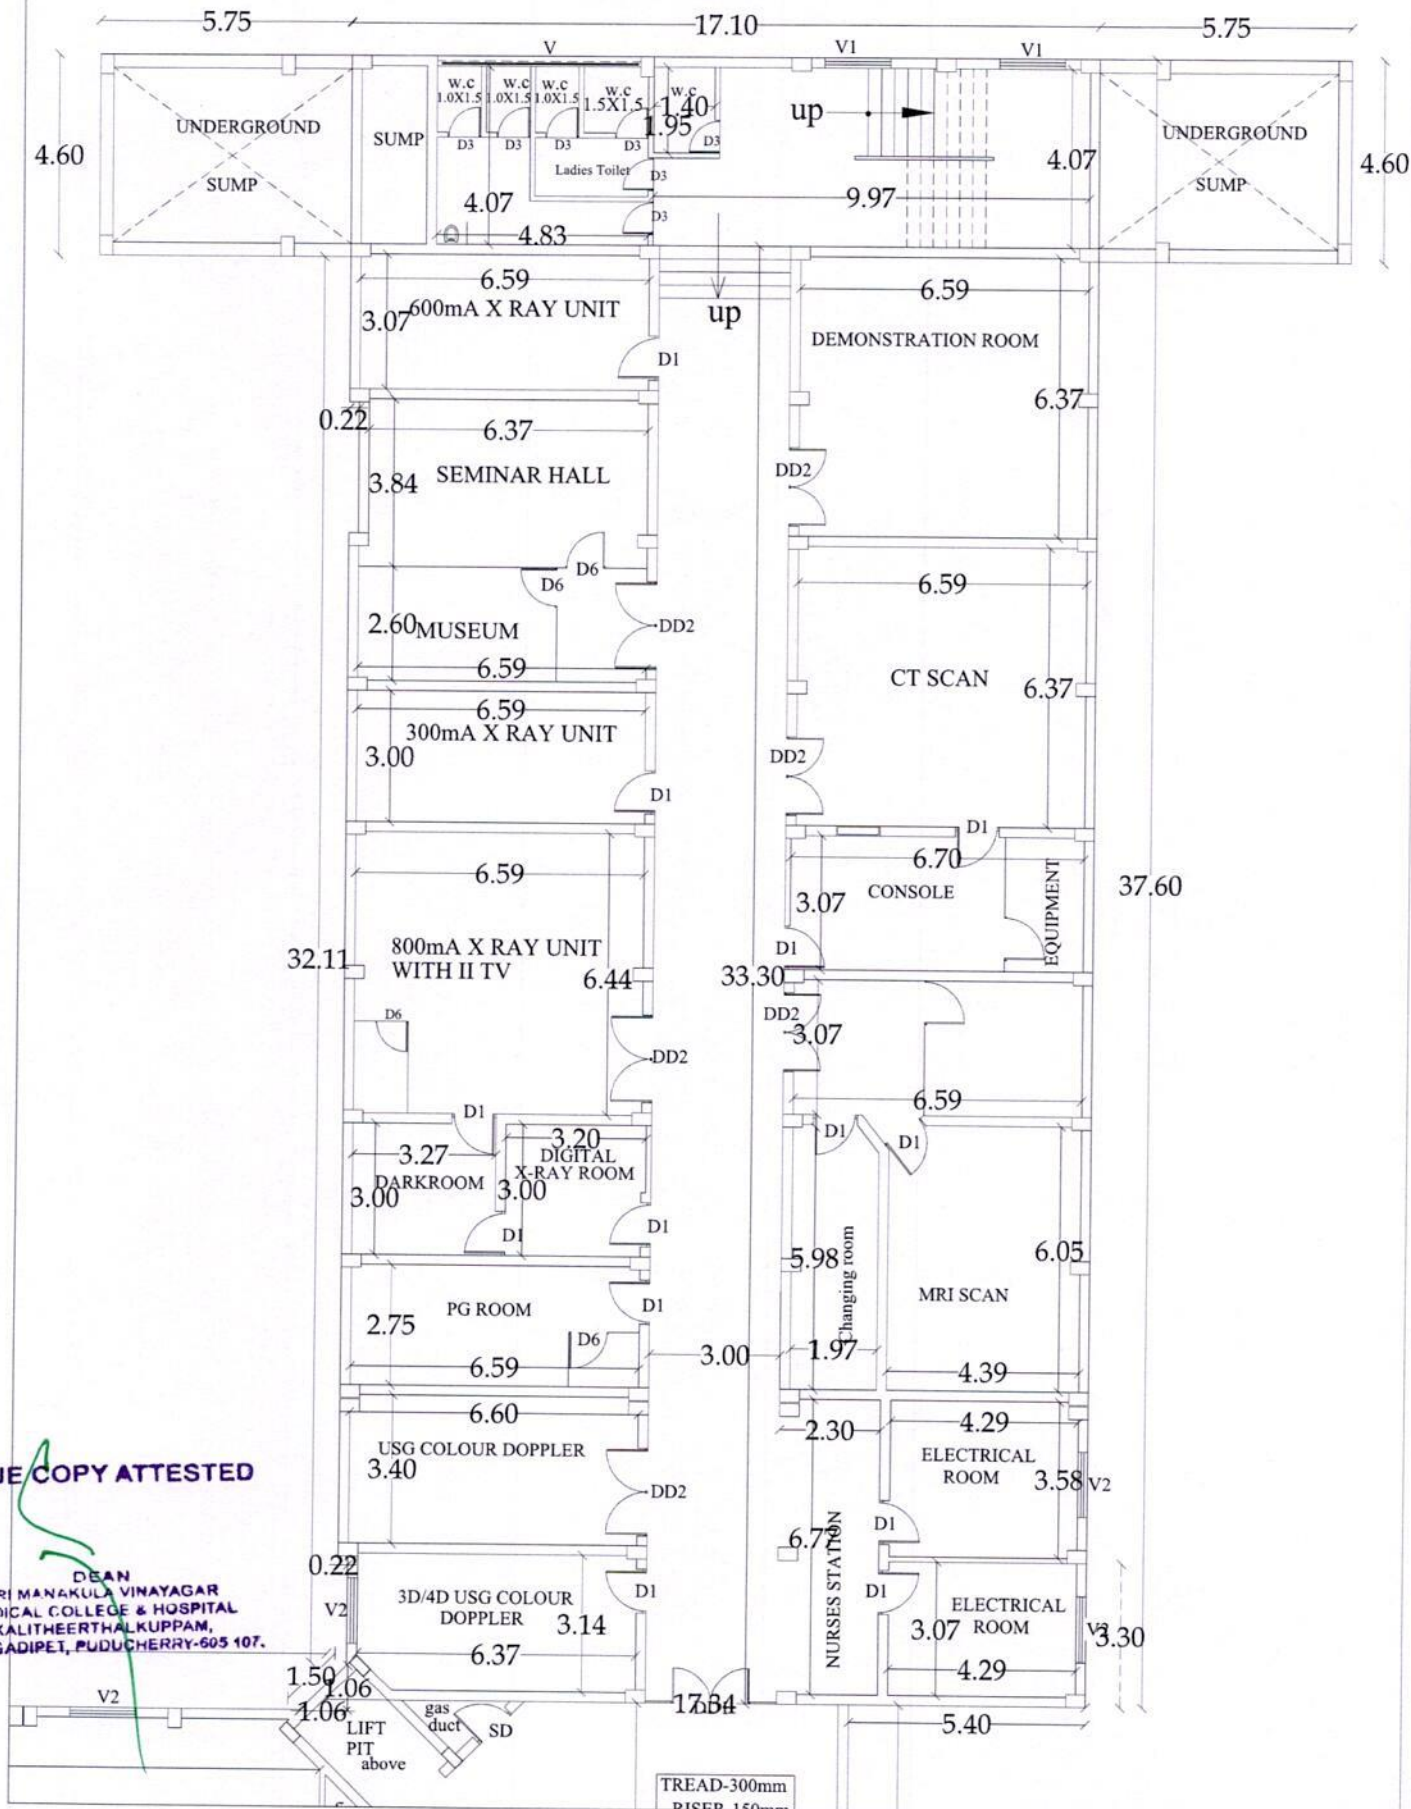 5.75 17.10 5.75
V V1 V1
w.c w.c w.c w.c w.c
1.0X1.5 1.0X1.5 1.0X1.5 1.5X1.5 1.40
1.95
up
D3 D3 D3 D3 D3
UNDERGROUND
SUMP
SUMP
UNDERGROUND
SUMP
4.60 4.07 4.60
Ladies Toilet D3
4.07 9.97
D3
4.83
6.59 6.59
600mA X RAY UNIT
3.07
up
DEMONSTRATION ROOM
D1
6.37
0.22
6.37
SEMINAR HALL
3.84
DD2
D6
D6
6.59
2.60
MUSEUM
DD2
6.59
CT SCAN
6.37
6.59
300mA X RAY UNIT
3.00
DD2
D1
D1
6.70
6.59
CONSOLE
3.07
EQUIPMENT
37.60
800mA X RAY UNIT
WITH II TV
D1
32.11
6.44
33.30
D6
DD2
3.07
DD2
6.59
D1
D1
D1
3.20
3.27
DIGITAL
X-RAY ROOM
DARKROOM
3.00
3.00
D1
D1
5.98
Changing room
6.05
MRI SCAN
PG ROOM
D1
2.75
D6
3.00
1.97
6.59
4.39
6.60
2.30
4.29
USG COLOUR DOPPLER
3.40
ELECTRICAL
ROOM
3.58
V2
DD2
COPY ATTESTED
NURSES STATION
D1
0.22
DEAN
MANAKULA VINAYAGAR
COLLEGE & HOSPITAL
KALITHEERTHALKUPPAM,
PUDUCHERRY-605 107.
V2
3D/4D USG COLOUR
DOPPLER
3.14
D1
D1
ELECTRICAL
ROOM
3.07
3.30
6.37
4.29
1.50
1.06
1.06
V2
17.34
5.40
gas
duct
SD
LIFT
PIT
above
TREAD-300mm
RISER-150mm